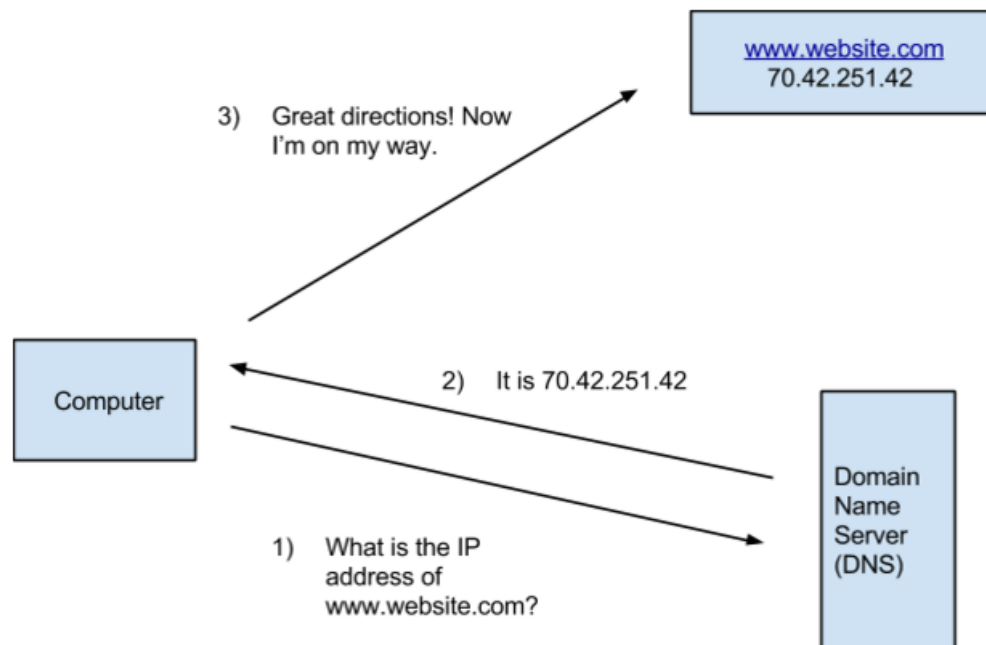 www.website.com
70.42.251.42
3) Great directions! Now
I'm on my way.
Computer
2) It is 70.42.251.42
Domain
Name
Server
(DNS)
1) What is the IP
address of
www.website.com?